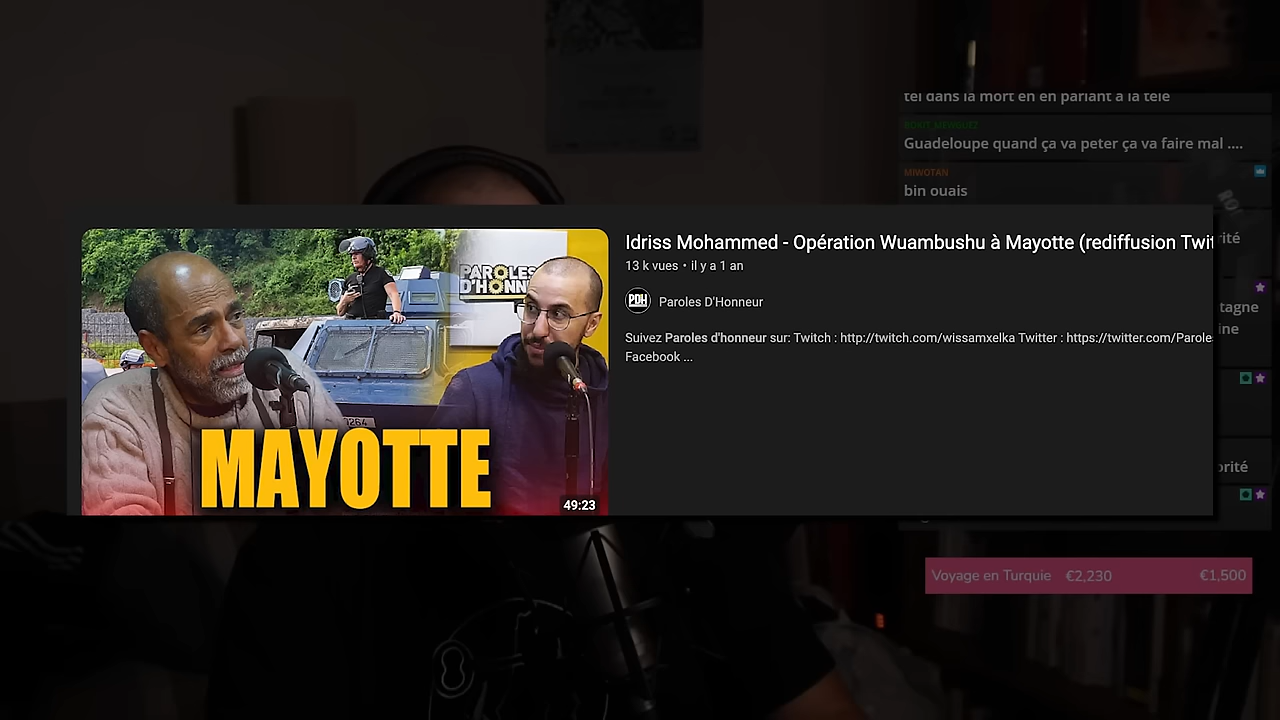 tel dans la mort en en parlant à la télé
Guadeloupe quand ça va peter ça va faire mal ....
MIWOTAN
bin ouais
rité
tagne
ine
orité
Idriss Mohammed - Opération Wuambushu à Mayotte (rediffusion Twit
13 k vues • il y a 1 an
PDH
Paroles D'Honneur
Suivez Paroles d'honneur sur: Twitch : http://twitch.com/wissamxelka Twitter : https://twitter.com/Paroles
Facebook ...
PAROLES
D'HONN
MAYOTTE
49:23
Voyage en Turquie €2,230 €1,500